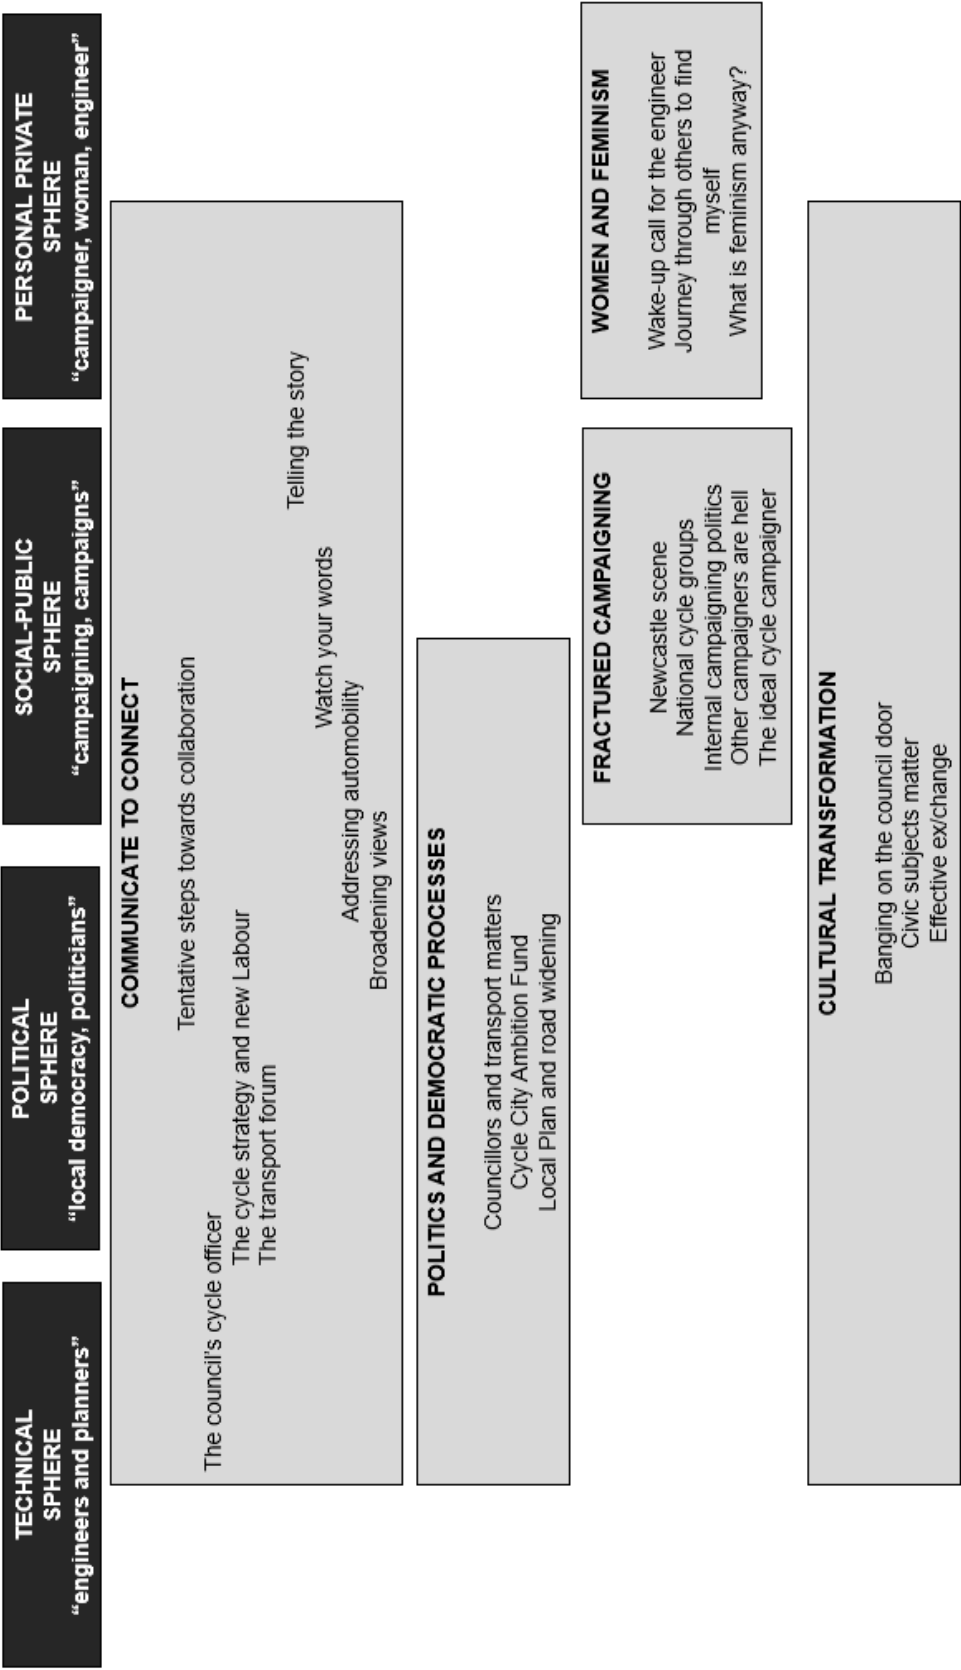 TECHNICAL
SPHERE
“engineers and planners”
POLITICAL
SPHERE
“local democracy, politicians”
SOCIAL-PUBLIC
SPHERE
“campaigning, campaigns”
PERSONAL PRIVATE
SPHERE
“campaigner, woman, engineer”
COMMUNICATE TO CONNECT
Tentative steps towards collaboration
The council's cycle officer
The cycle strategy and new Labour
The transport forum
Telling the story
Watch your words
Addressing automobility
Broadening views
POLITICS AND DEMOCRATIC PROCESSES
Councillors and transport matters
Cycle City Ambition Fund
Local Plan and road widening
FRACTURED CAMPAIGNING
Newcastle scene
National cycle groups
Internal campaigning politics
Other campaigners are hell
The ideal cycle campaigner
WOMEN AND FEMINISM
Wake-up call for the engineer
Journey through others to find
myself
What is feminism anyway?
CULTURAL TRANSFORMATION
Banging on the council door
Civic subjects matter
Effective ex/change